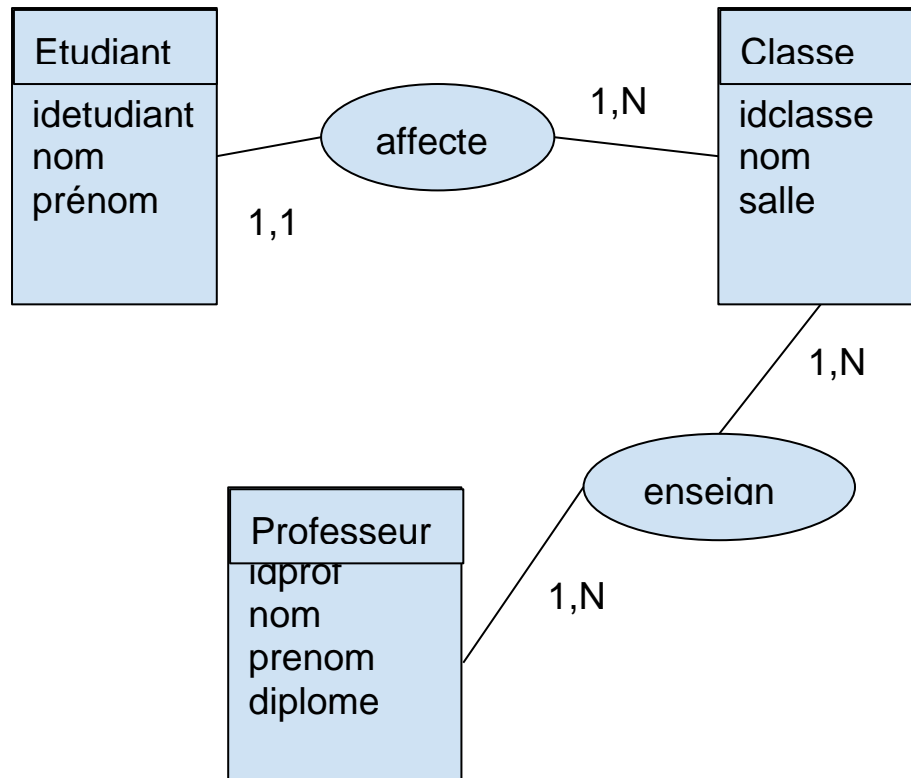 Etudiant
idetudiant
nom
prénom
1,1
affecte
1,N
Classe
idclasse
nom
salle
1,N
enseign
1,N
Professeur
idprof
nom
prenom
diplome